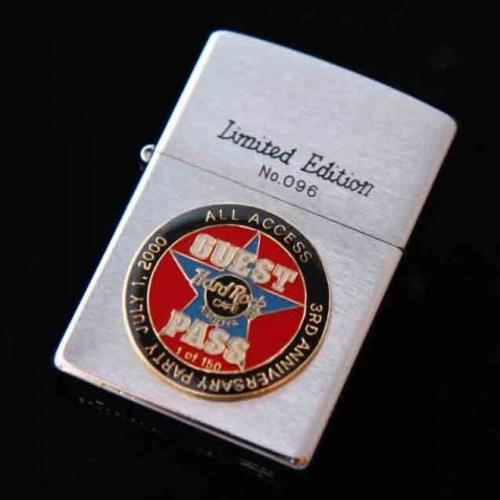 Limited Edition
No.096
ALL ACCESS
3RD ANNIVERSARY PARTY JULY 1, 2000
GUEST
Hard Rock
CAFE
PASS
1 of 150